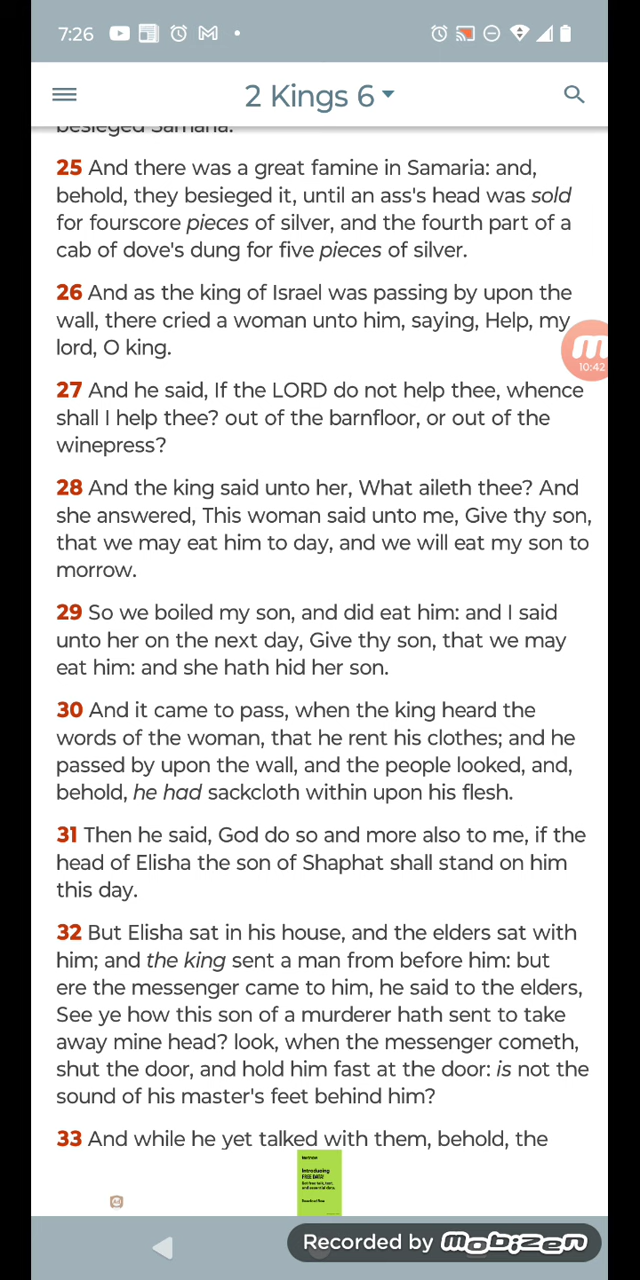 7:26
2 Kings 6
besieged Samaria.
25 And there was a great famine in Samaria: and,
behold, they besieged it, until an ass's head was sold
for fourscore pieces of silver, and the fourth part of a
cab of dove's dung for five pieces of silver.
26 And as the king of Israel was passing by upon the
wall, there cried a woman unto him, saying, Help, my
lord, O king.
10:42
27 And he said, If the LORD do not help thee, whence
shall I help thee? out of the barnfloor, or out of the
winepress?
28 And the king said unto her, What aileth thee? And
she answered, This woman said unto me, Give thy son,
that we may eat him to day, and we will eat my son to
morrow.
29 So we boiled my son, and did eat him: and I said
unto her on the next day, Give thy son, that we may
eat him: and she hath hid her son.
30 And it came to pass, when the king heard the
words of the woman, that he rent his clothes; and he
passed by upon the wall, and the people looked, and,
behold, he had sackcloth within upon his flesh.
31 Then he said, God do so and more also to me, if the
head of Elisha the son of Shaphat shall stand on him
this day.
32 But Elisha sat in his house, and the elders sat with
him; and the king sent a man from before him: but
ere the messenger came to him, he said to the elders,
See ye how this son of a murderer hath sent to take
away mine head? look, when the messenger cometh,
shut the door, and hold him fast at the door: is not the
sound of his master's feet behind him?
33 And while he yet talked with them, behold, the
Introducing
FREE DATA
Recorded by mobizen